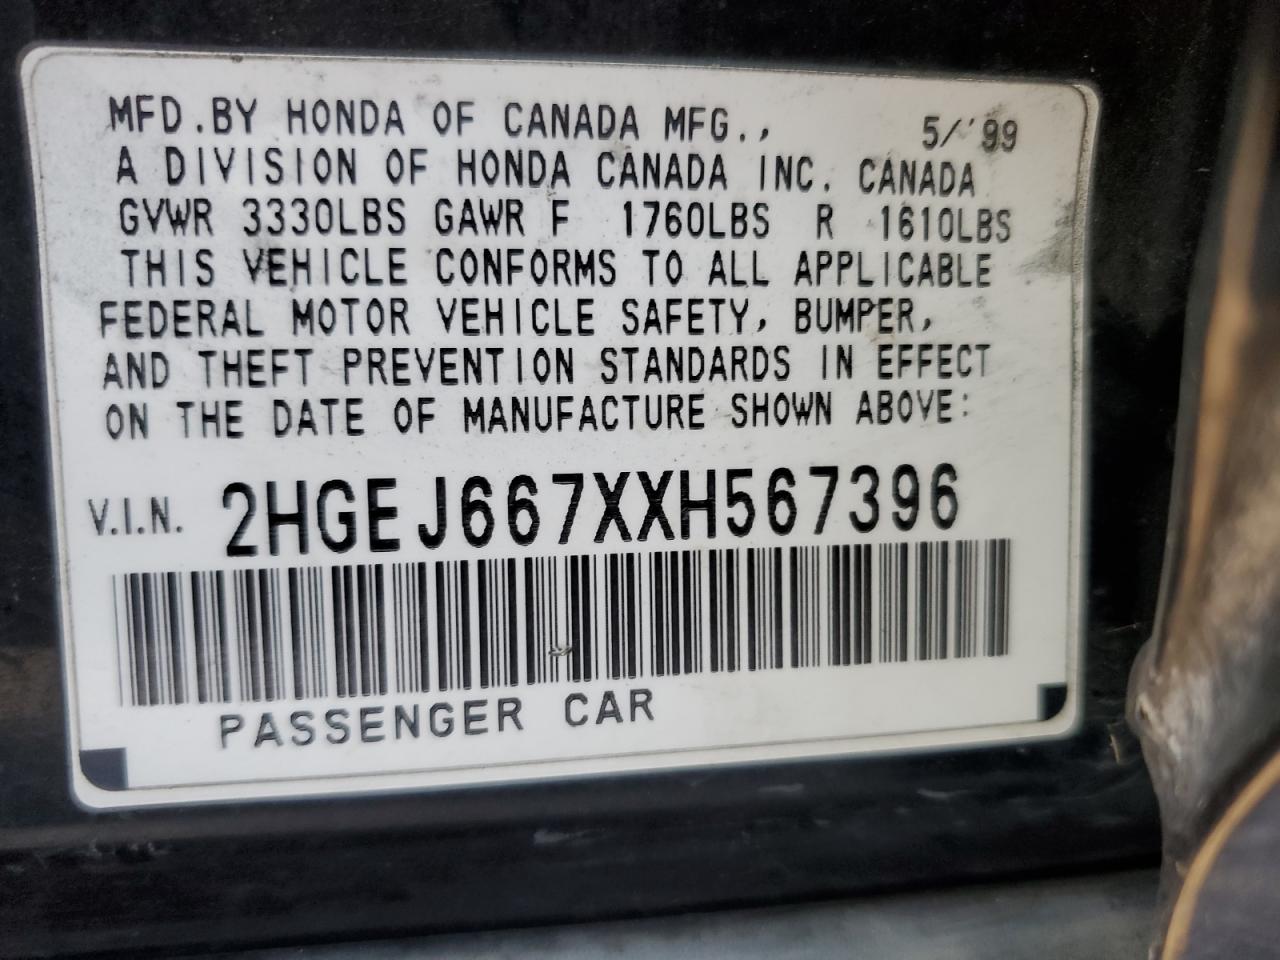 MFD.BY HONDA OF CANADA MFG., 5/'99
A DIVISION OF HONDA CANADA INC. CANADA
GVWR 3330LBS GAWR F 1760LBS R 1610LBS
THIS VEHICLE CONFORMS TO ALL APPLICABLE
FEDERAL MOTOR VEHICLE SAFETY, BUMPER,
AND THEFT PREVENTION STANDARDS IN EFFECT
ON THE DATE OF MANUFACTURE SHOWN ABOVE:
V.I.N. 2HGEJ667XXH567396
PASSENGER CAR